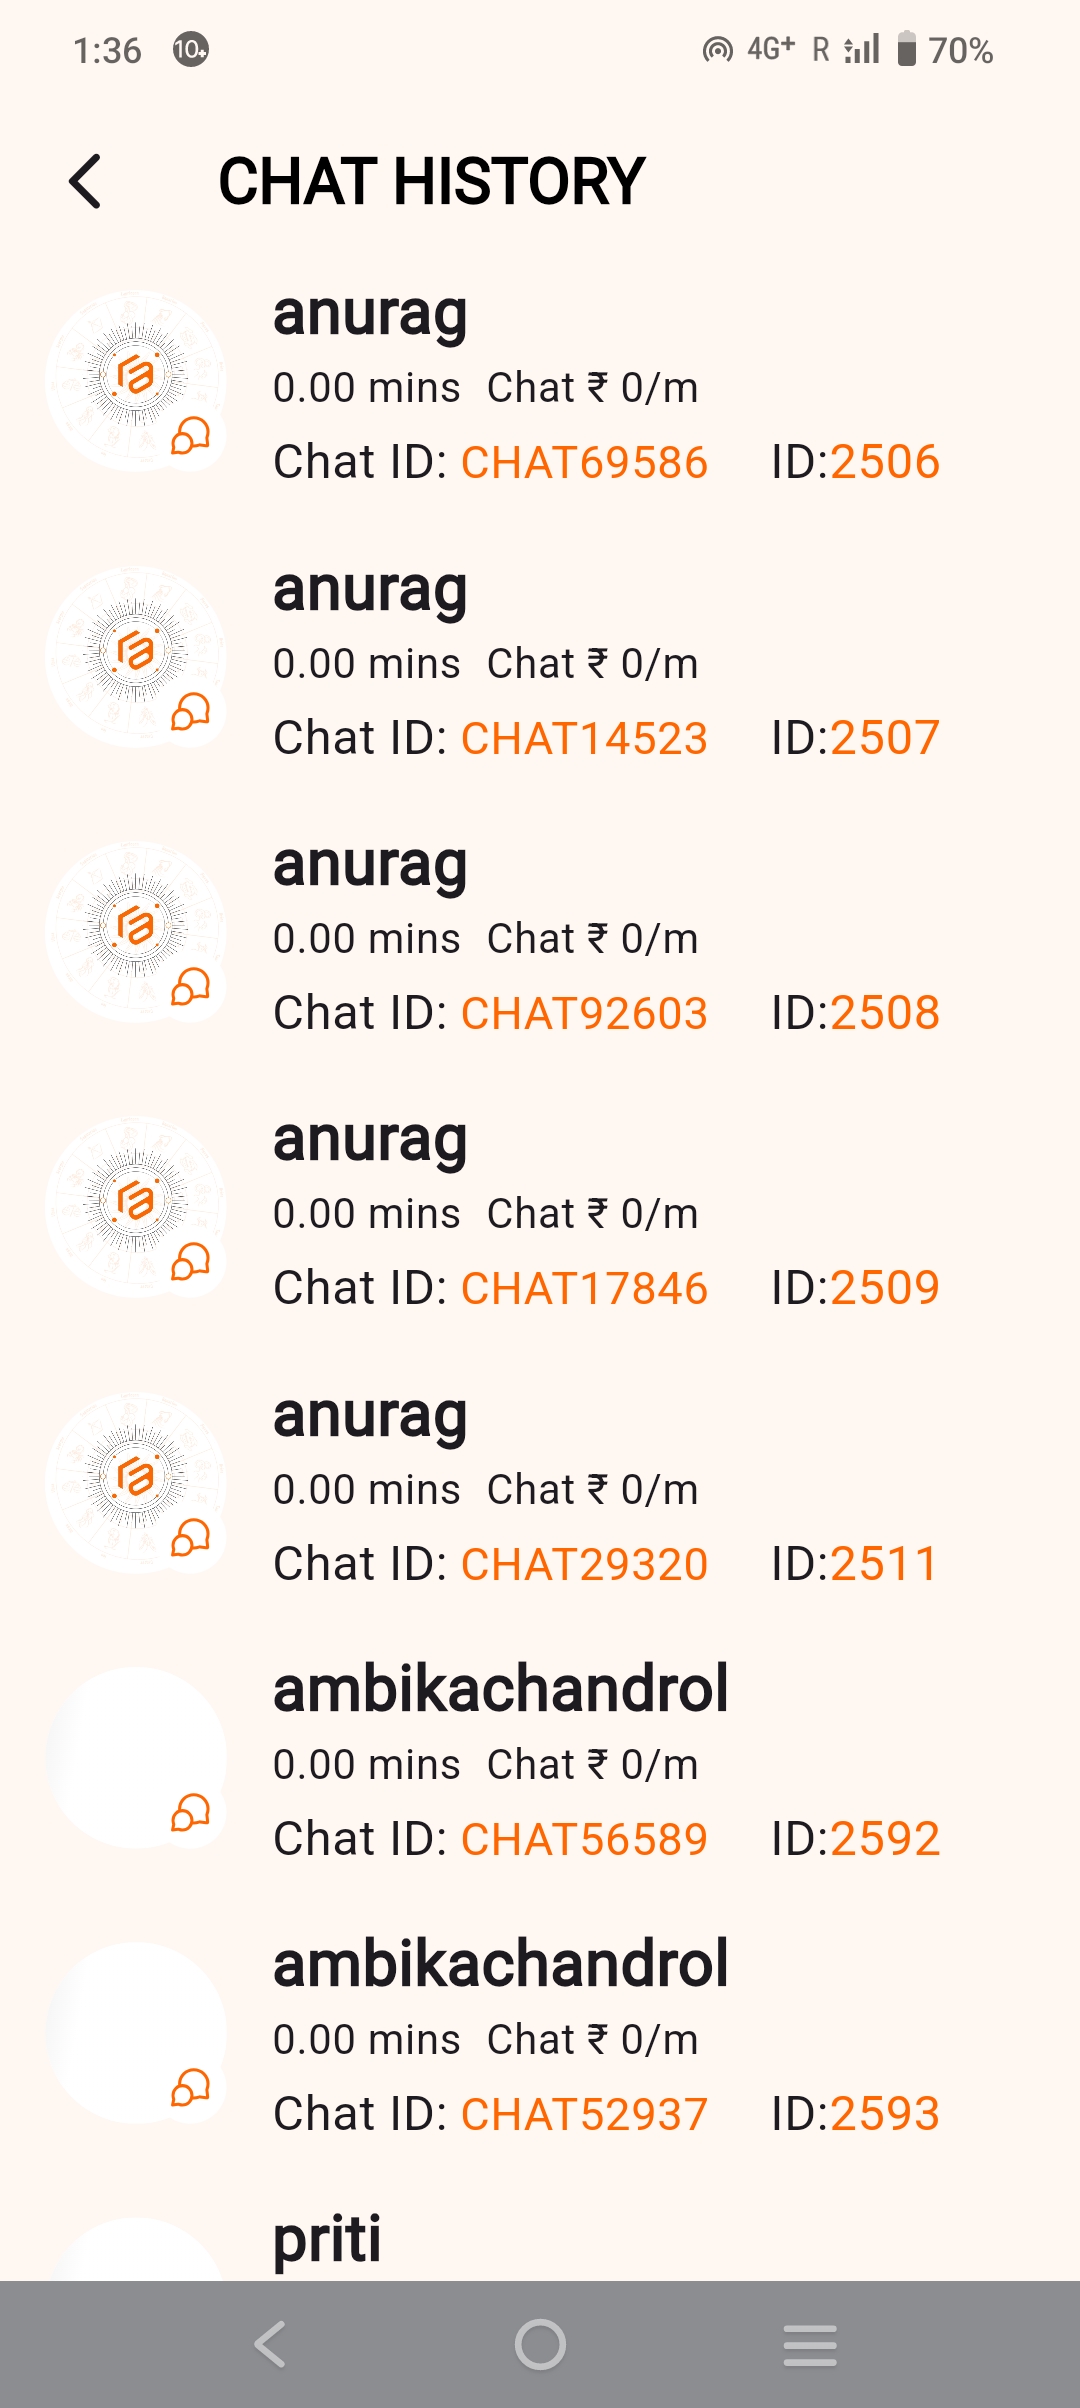 1:36 10+ 4G+ R 70%
CHAT HISTORY
anurag
0.00 mins Chat ₹ 0/m
Chat ID: CHAT69586 ID:2506
anurag
0.00 mins Chat ₹ 0/m
Chat ID: CHAT14523 ID:2507
anurag
0.00 mins Chat ₹ 0/m
Chat ID: CHAT92603 ID:2508
anurag
0.00 mins Chat ₹ 0/m
Chat ID: CHAT17846 ID:2509
anurag
0.00 mins Chat ₹ 0/m
Chat ID: CHAT29320 ID:2511
ambikachandrol
0.00 mins Chat ₹ 0/m
Chat ID: CHAT56589 ID:2592
ambikachandrol
0.00 mins Chat ₹ 0/m
Chat ID: CHAT52937 ID:2593
priti